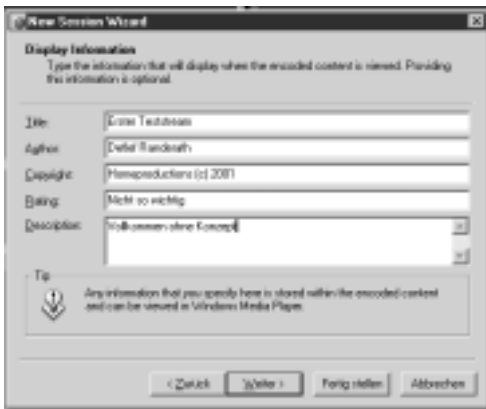 New Session Wizard
Display Information
Type the information that will display when the encoded content is viewed. Providing
this information is optional.
Title: Erster Teststream
Author: Detlef Randerath
Copyright: Homeproductions (c) 2001
Rating: Nicht so wichtig
Description: Vollkommen ohne Konzept
Tip
Any information that you specify here is stored within the encoded content
and can be viewed in Windows Media Player.
< Zurück Weiter > Fertig stellen Abbrechen